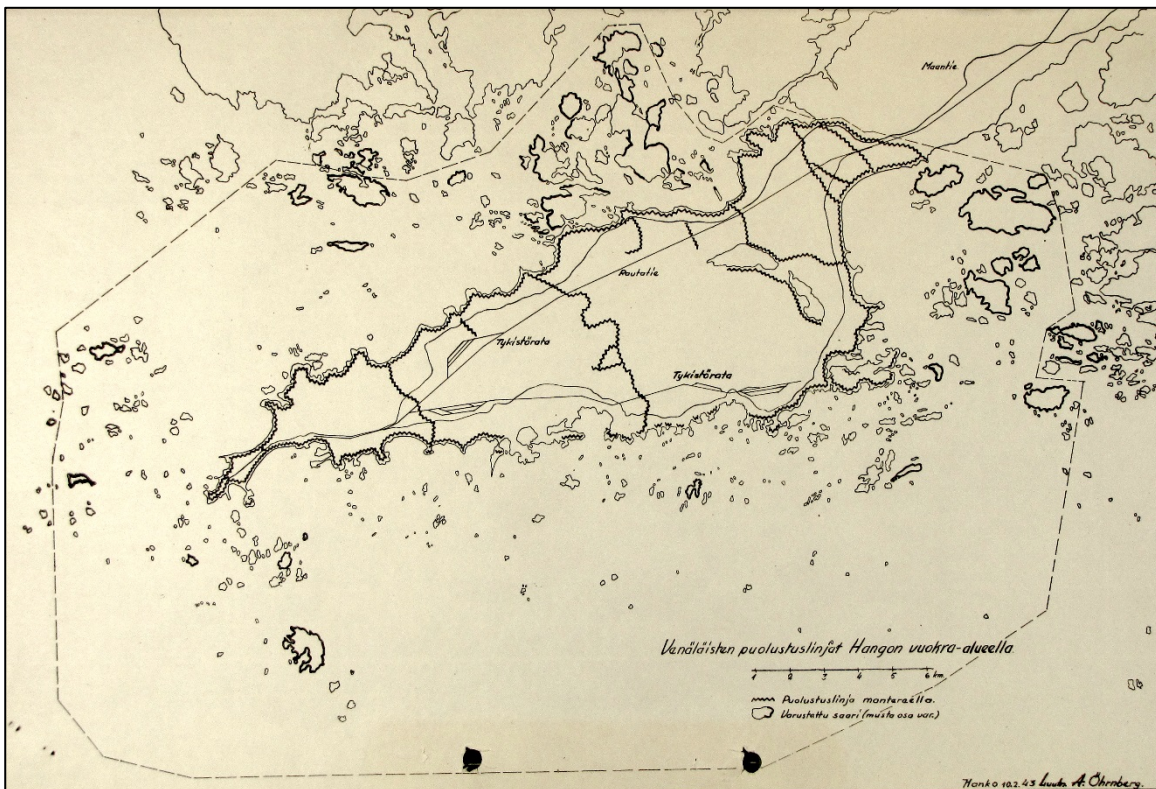 Maantie
Rautatie
Tykistörata
Tykistörata
Venäläisten puolustuslinjat Hangon vuokra-alueella
1 2 3 4 5 6 km.
Puolustuslinja mantereella.
Varustettu saari (musta osa var.)
Hanko 10.2.43 Luutn. A. Öhrnberg.